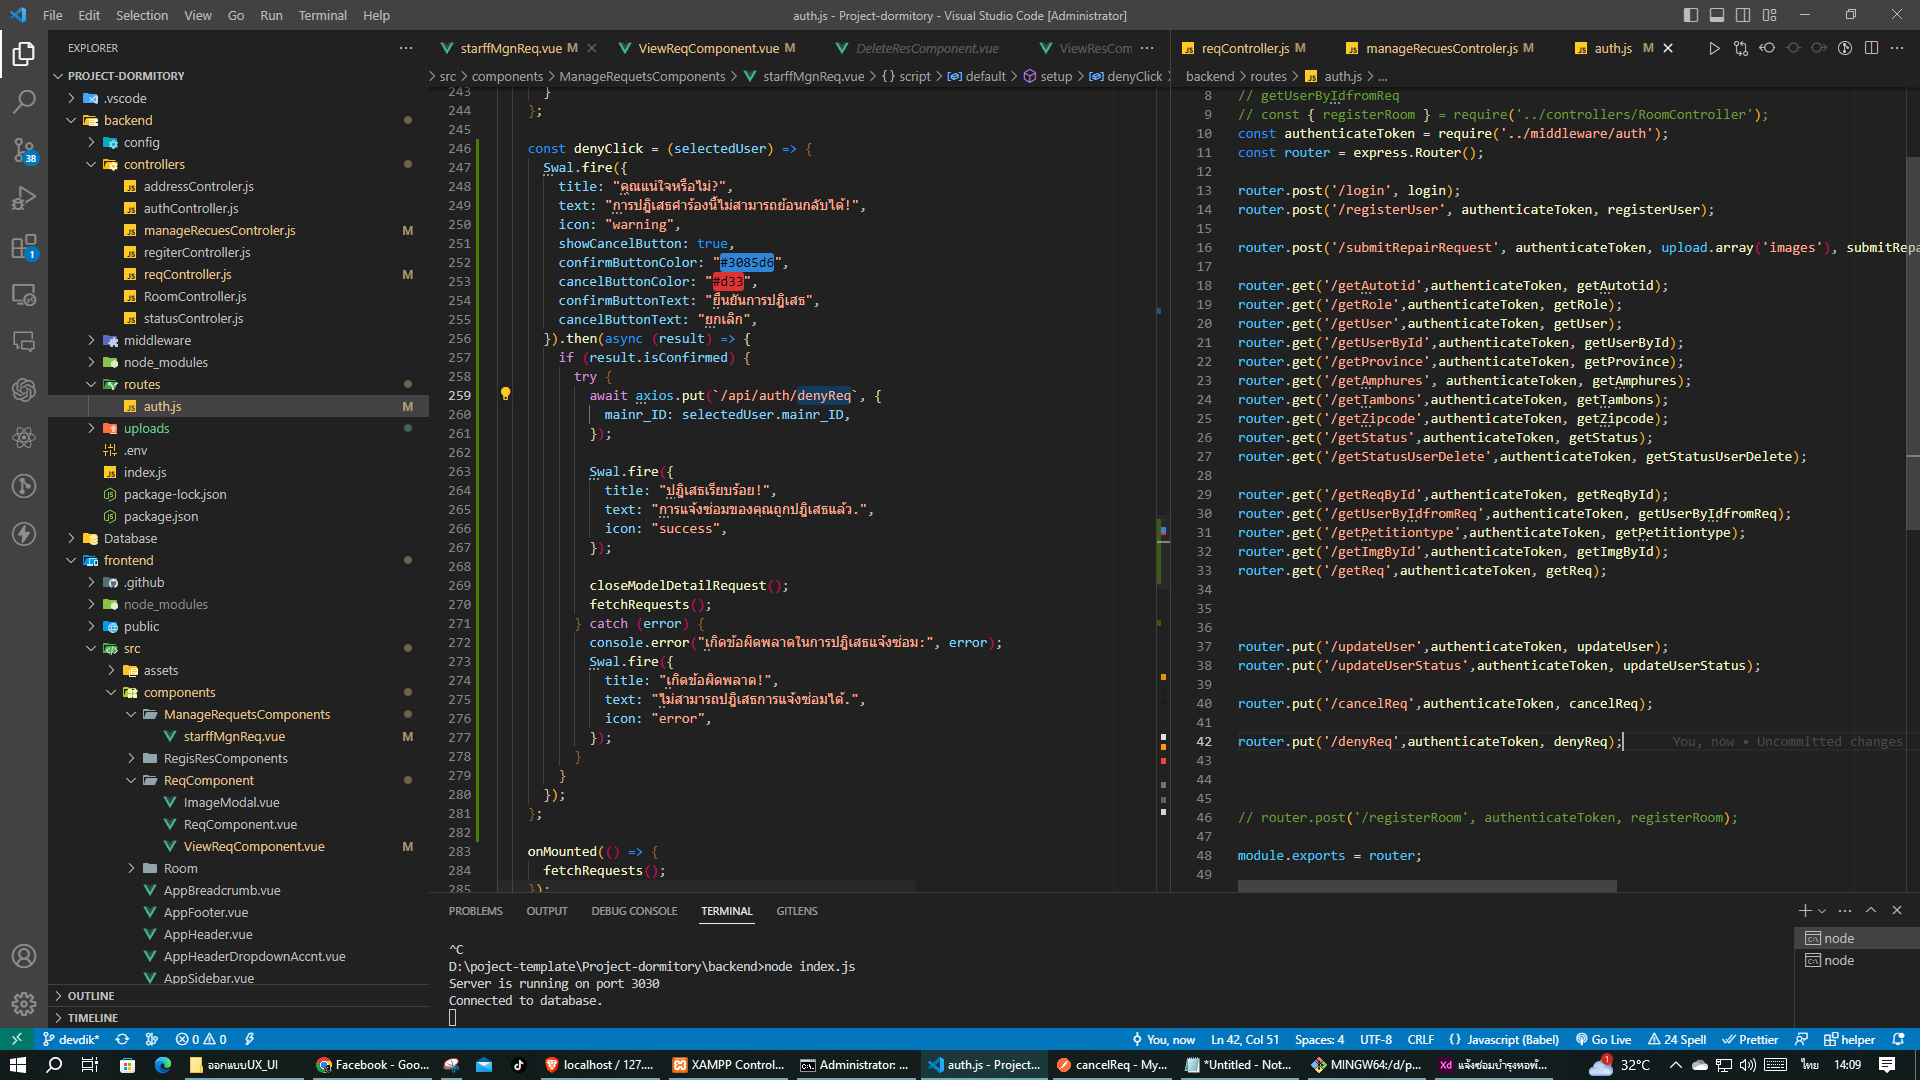 File Edit Selection View Go Run Terminal Help
auth.js - Project-dormitory - Visual Studio Code [Administrator]
EXPLORER
PROJECT-DORMITORY
.vscode
backend
config
controllers
addressControler.js
authController.js
manageRecuesControler.js M
regiterController.js
reqController.js M
RoomController.js
statusControler.js
middleware
node_modules
routes
auth.js M
uploads
.env
index.js
package-lock.json
package.json
Database
frontend
.github
node_modules
public
src
assets
components
ManageRequetsComponents
starffMgnReq.vue M
RegisResComponents
ReqComponent
ImageModal.vue
ReqComponent.vue
ViewReqComponent.vue M
Room
AppBreadcrumb.vue
AppFooter.vue
AppHeader.vue
AppHeaderDropdownAccnt.vue
AppSidebar.vue
OUTLINE
TIMELINE
38
1
starffMgnReq.vue M ViewReqComponent.vue M DeleteResComponent.vue ViewResCom
src > components > ManageRequetsComponents > starffMgnReq.vue > {} script > default > setup > denyClick
243 }
244 };
245
246 const denyClick = (selectedUser) => {
247 Swal.fire({
248 title: "คุณแน่ใจหรือไม่?",
249 text: "การปฏิเสธคำร้องนี้ไม่สามารถย้อนกลับได้!",
250 icon: "warning",
251 showCancelButton: true,
252 confirmButtonColor: "#3085d6",
253 cancelButtonColor: "#d33",
254 confirmButtonText: "ยืนยันการปฏิเสธ",
255 cancelButtonText: "ยกเลิก",
256 }).then(async (result) => {
257 if (result.isConfirmed) {
258 try {
259 await axios.put(`/api/auth/denyReq`, {
260 mainr_ID: selectedUser.mainr_ID,
261 });
262
263 Swal.fire({
264 title: "ปฏิเสธเรียบร้อย!",
265 text: "การแจ้งซ่อมของคุณถูกปฏิเสธแล้ว.",
266 icon: "success",
267 });
268
269 closeModelDetailRequest();
270 fetchRequests();
271 } catch (error) {
272 console.error("เกิดข้อผิดพลาดในการปฏิเสธแจ้งซ่อม:", error);
273 Swal.fire({
274 title: "เกิดข้อผิดพลาด!",
275 text: "ไม่สามารถปฏิเสธการแจ้งซ่อมได้.",
276 icon: "error",
277 });
278 }
279 }
280 });
281 };
282
283 onMounted(() => {
284 fetchRequests();
285 });
reqController.js M manageRecuesControler.js M auth.js M
backend > routes > auth.js > ...
8 // getUserByIdfromReq
9 // const { registerRoom } = require('../controllers/RoomController');
10 const authenticateToken = require('../middleware/auth');
11 const router = express.Router();
12
13 router.post('/login', login);
14 router.post('/registerUser', authenticateToken, registerUser);
15
16 router.post('/submitRepairRequest', authenticateToken, upload.array('images'), submitRepa
17
18 router.get('/getAutotid',authenticateToken, getAutotid);
19 router.get('/getRole',authenticateToken, getRole);
20 router.get('/getUser',authenticateToken, getUser);
21 router.get('/getUserById',authenticateToken, getUserById);
22 router.get('/getProvince',authenticateToken, getProvince);
23 router.get('/getAmphures', authenticateToken, getAmphures);
24 router.get('/getTambons',authenticateToken, getTambons);
25 router.get('/getZipcode',authenticateToken, getZipcode);
26 router.get('/getStatus',authenticateToken, getStatus);
27 router.get('/getStatusUserDelete',authenticateToken, getStatusUserDelete);
28
29 router.get('/getReqById',authenticateToken, getReqById);
30 router.get('/getUserByIdfromReq',authenticateToken, getUserByIdfromReq);
31 router.get('/getPetitiontype',authenticateToken, getPetitiontype);
32 router.get('/getImgById',authenticateToken, getImgById);
33 router.get('/getReq',authenticateToken, getReq);
34
35
36
37 router.put('/updateUser',authenticateToken, updateUser);
38 router.put('/updateUserStatus',authenticateToken, updateUserStatus);
39
40 router.put('/cancelReq',authenticateToken, cancelReq);
41
42 router.put('/denyReq',authenticateToken, denyReq); You, now • Uncommitted changes
43
44
45
46 // router.post('/registerRoom', authenticateToken, registerRoom);
47
48 module.exports = router;
49
PROBLEMS OUTPUT DEBUG CONSOLE TERMINAL GITLENS
^C
D:\poject-template\Project-dormitory\backend>node index.js
Server is running on port 3030
Connected to database.
node
node
devdik* 0 0 You, now Ln 42, Col 51 Spaces: 4 UTF-8 CRLF {} Javascript (Babel) Go Live 24 Spell Prettier helper
ออกแบบUX_UI Facebook - Goo... localhost / 127.... XAMPP Control... Administrator: ... auth.js - Project... cancelReq - My... *Untitled - Not... MINGW64:/d/p... แจ้งซ่อมบำรุงหอพั... 1 32°C ไทย 14:09